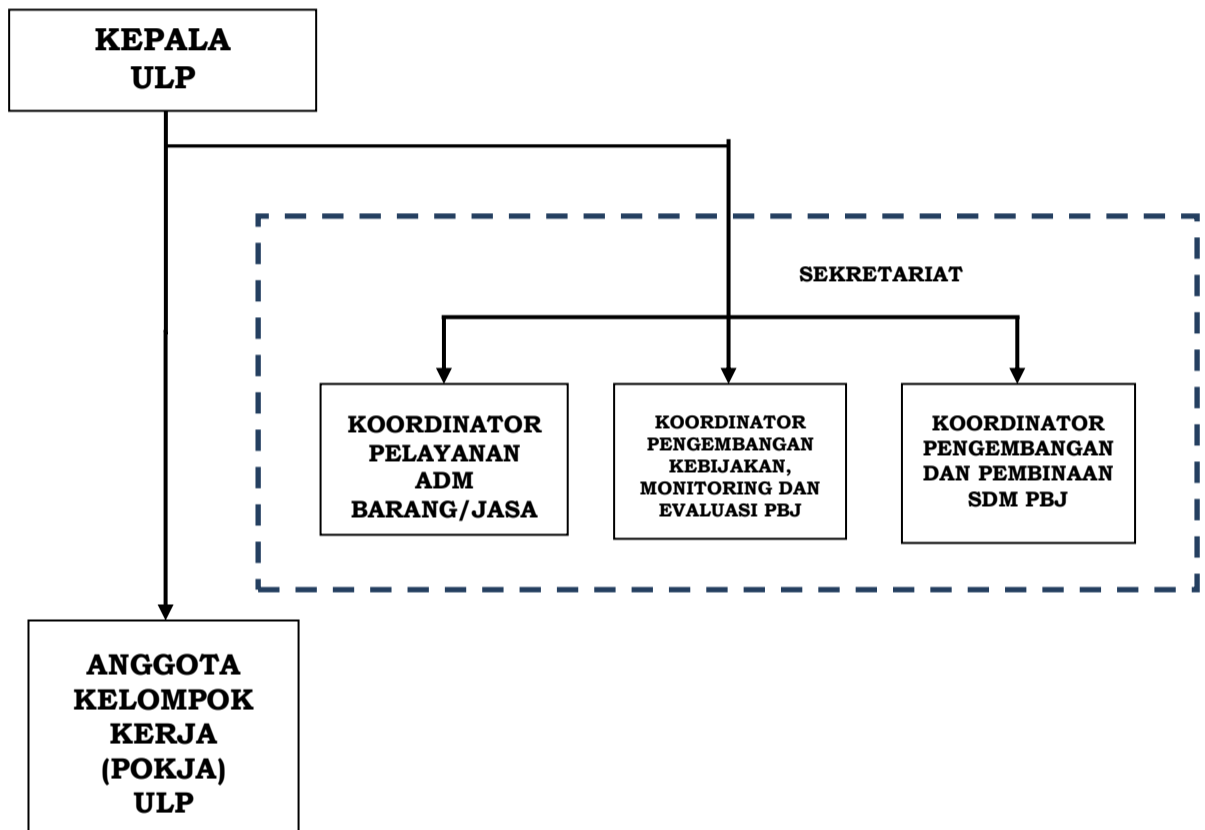 KEPALA
ULP
SEKRETARIAT
KOORDINATOR
PELAYANAN
ADM
BARANG/JASA
KOORDINATOR
PENGEMBANGAN
KEBIJAKAN,
MONITORING DAN
EVALUASI PBJ
KOORDINATOR
PENGEMBANGAN
DAN PEMBINAAN
SDM PBJ
ANGGOTA
KELOMPOK
KERJA
(POKJA)
ULP